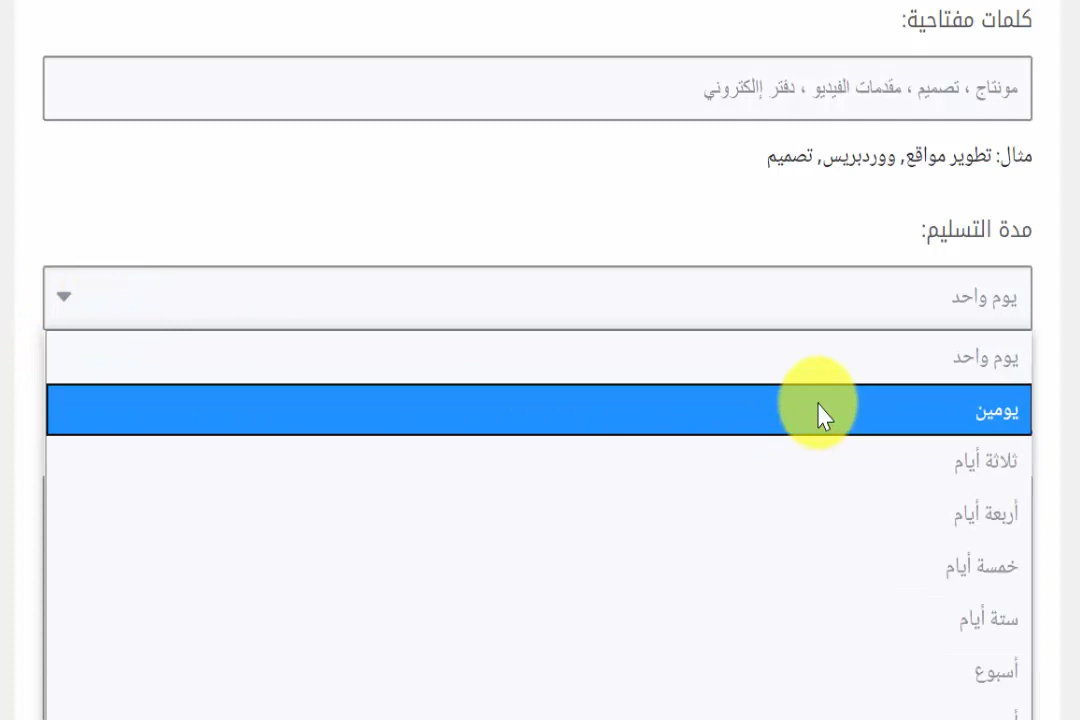 كلمات مفتاحية:
مونتاج ، تصميم ، مقدمات الفيديو ، دفتر إلكتروني
مثال: تطوير مواقع, ووردبريس, تصميم
مدة التسليم:
يوم واحد
يوم واحد
يومين
ثلاثة أيام
أربعة أيام
خمسة أيام
ستة أيام
أسبوع